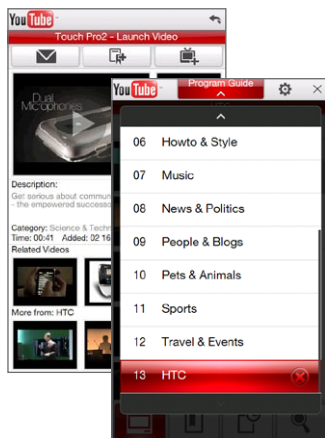 YouTube
Touch Pro2 - Launch Video
Dual
Microphones
Description:
Get serious about commun
- the empowered successo
Category: Science & Techn
Time: 00:41 Added: 02 16
Related Videos
More from: HTC
YouTube
Program Guide
06 Howto & Style
07 Music
08 News & Politics
09 People & Blogs
10 Pets & Animals
11 Sports
12 Travel & Events
13 HTC